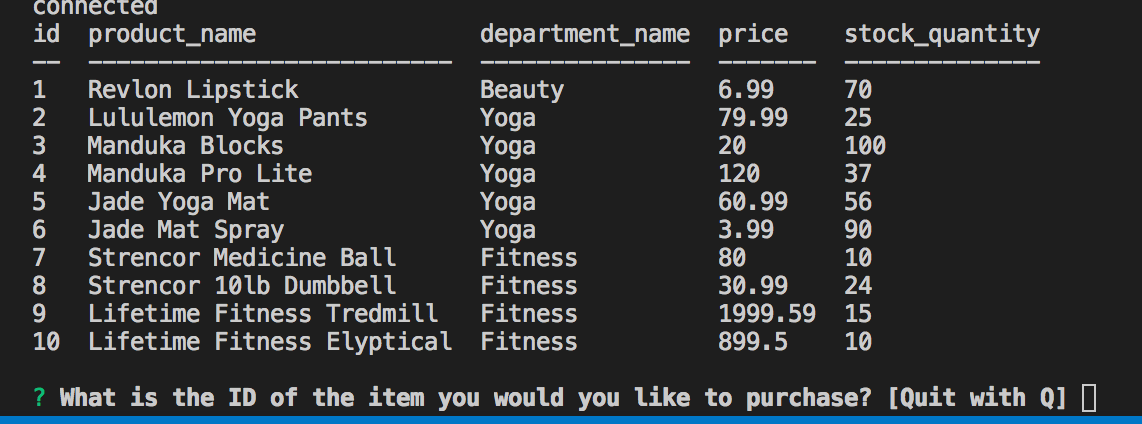 connected
id product_name department_name price stock_quantity
-- -------------------------- --------------- ------- --------------
1 Revlon Lipstick Beauty 6.99 70
2 Lululemon Yoga Pants Yoga 79.99 25
3 Manduka Blocks Yoga 20 100
4 Manduka Pro Lite Yoga 120 37
5 Jade Yoga Mat Yoga 60.99 56
6 Jade Mat Spray Yoga 3.99 90
7 Strencor Medicine Ball Fitness 80 10
8 Strencor 10lb Dumbbell Fitness 30.99 24
9 Lifetime Fitness Tredmill Fitness 1999.59 15
10 Lifetime Fitness Elyptical Fitness 899.5 10
? What is the ID of the item you would you like to purchase? [Quit with Q]